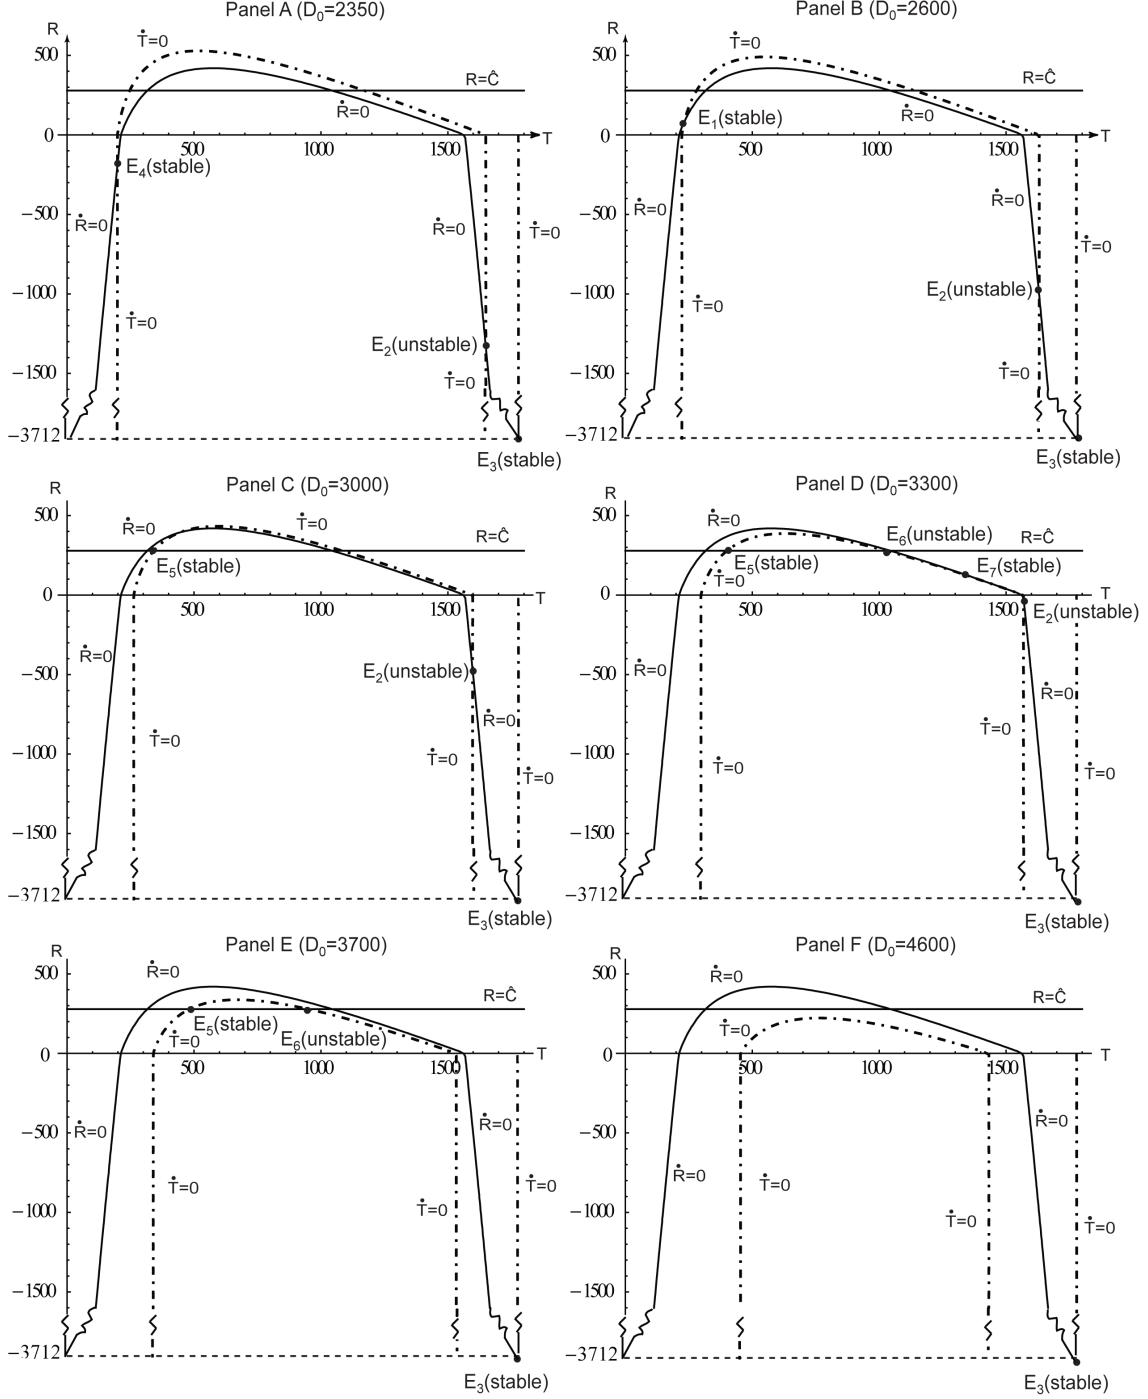 Panel A (D₀=2350)
R
Ṫ=0
500
R=Ĉ
Ṙ=0
0
500
1000
1500
T
E₄(stable)
Ṙ=0
−500
Ṙ=0
Ṫ=0
−1000
Ṫ=0
E₂(unstable)
−1500
Ṫ=0
−3712
E₃(stable)
Panel B (D₀=2600)
R
Ṫ=0
500
R=Ĉ
Ṙ=0
E₁(stable)
0
500
1000
1500
T
Ṙ=0
Ṙ=0
−500
Ṫ=0
−1000
Ṫ=0
E₂(unstable)
−1500
Ṫ=0
−3712
E₃(stable)
Panel C (D₀=3000)
R
500
Ṙ=0
Ṫ=0
R=Ĉ
E₅(stable)
0
500
1000
1500
T
Ṙ=0
−500
E₂(unstable)
Ṙ=0
Ṫ=0
−1000
Ṫ=0
Ṫ=0
−1500
−3712
E₃(stable)
Panel D (D₀=3300)
R
500
Ṙ=0
E₆(unstable)
R=Ĉ
E₅(stable)
E₇(stable)
Ṫ=0
0
500
1000
1500
T
E₂(unstable)
Ṙ=0
−500
Ṙ=0
Ṫ=0
−1000
Ṫ=0
Ṫ=0
−1500
−3712
E₃(stable)
Panel E (D₀=3700)
R
500
Ṙ=0
R=Ĉ
E₅(stable)
Ṫ=0
E₆(unstable)
0
500
1000
1500
T
Ṙ=0
−500
Ṙ=0
Ṫ=0
Ṫ=0
−1000
Ṫ=0
−1500
−3712
E₃(stable)
Panel F (D₀=4600)
R
500
Ṙ=0
R=Ĉ
Ṫ=0
0
500
1000
1500
T
−500
Ṙ=0
Ṙ=0
Ṫ=0
−1000
Ṫ=0
Ṫ=0
−1500
−3712
E₃(stable)